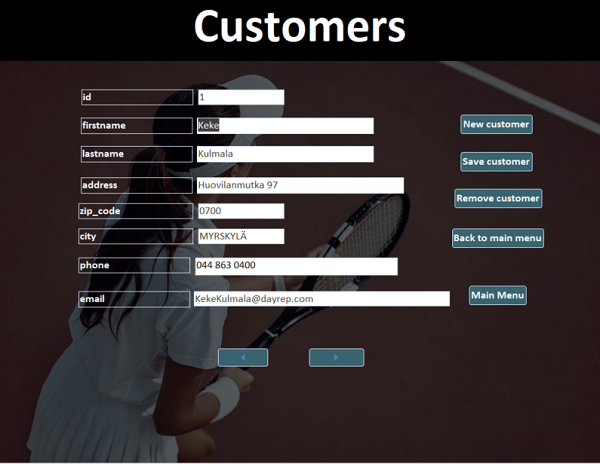 Customers
id 1
firstname Keke
New customer
lastname Kulmala
Save customer
address Huovilanmutka 97
Remove customer
zip_code 0700
city MYRSKYLÄ
Back to main menu
phone 044 863 0400
email KekeKulmala@dayrep.com
Main Menu